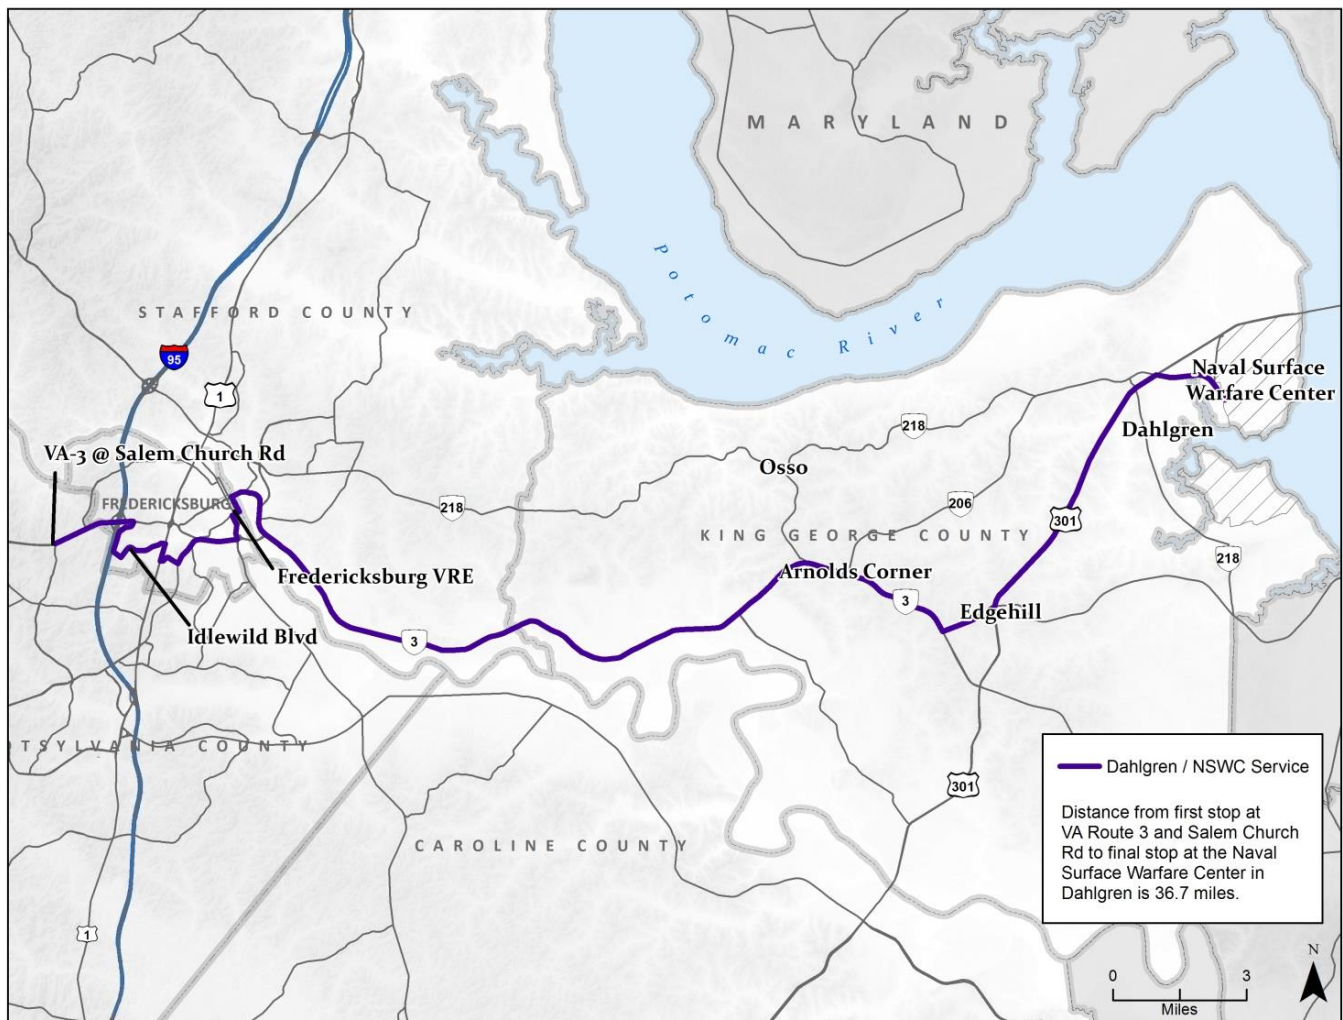 MARYLAND
Potomac River
STAFFORD COUNTY
95
1
Naval Surface
Warfare Center
218
Dahlgren
VA-3 @ Salem Church Rd
Osso
FREDERICKSBURG
218
206
301
KING GEORGE COUNTY
218
Fredericksburg VRE
Arnolds Corner
3
Edgehill
Idlewild Blvd
3
OTSYLVANIA COUNTY
301
CAROLINE COUNTY
1
Dahlgren / NSWC Service
Distance from first stop at
VA Route 3 and Salem Church
Rd to final stop at the Naval
Surface Warfare Center in
Dahlgren is 36.7 miles.
N
0 3
Miles